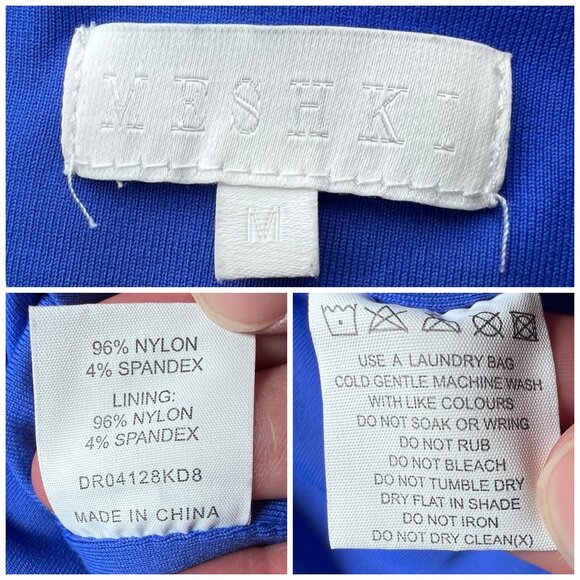 MESHKI
M
96% NYLON
4% SPANDEX
LINING:
96% NYLON
4% SPANDEX
DR04128KD8
MADE IN CHINA
USE A LAUNDRY BAG
COLD GENTLE MACHINE WASH
WITH LIKE COLOURS
DO NOT SOAK OR WRING
DO NOT RUB
DO NOT BLEACH
DO NOT TUMBLE DRY
DRY FLAT IN SHADE
DO NOT IRON
DO NOT DRY CLEAN(X)